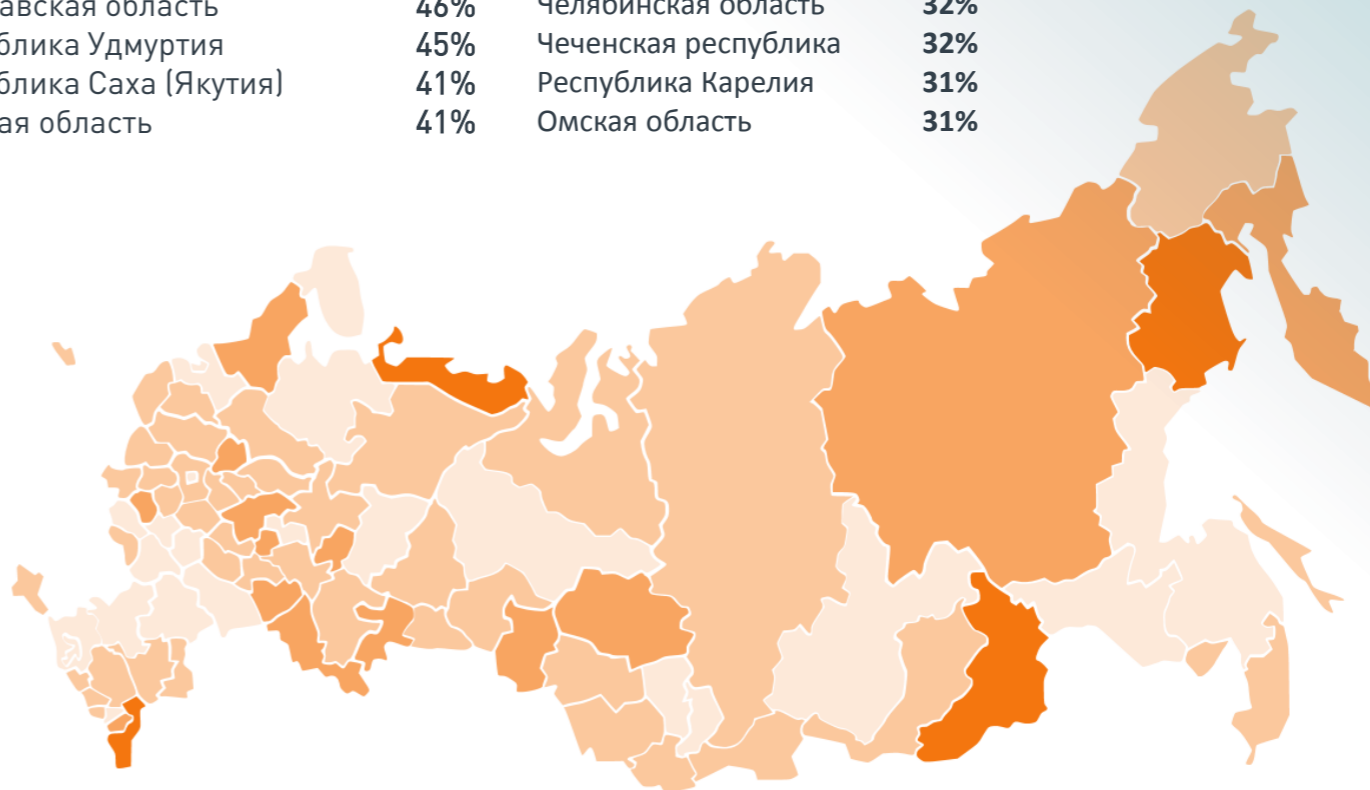 авская область 46% Челябинская область 32%
блика Удмуртия 45% Чеченская республика 32%
блика Саха (Якутия) 41% Республика Карелия 31%
ая область 41% Омская область 31%